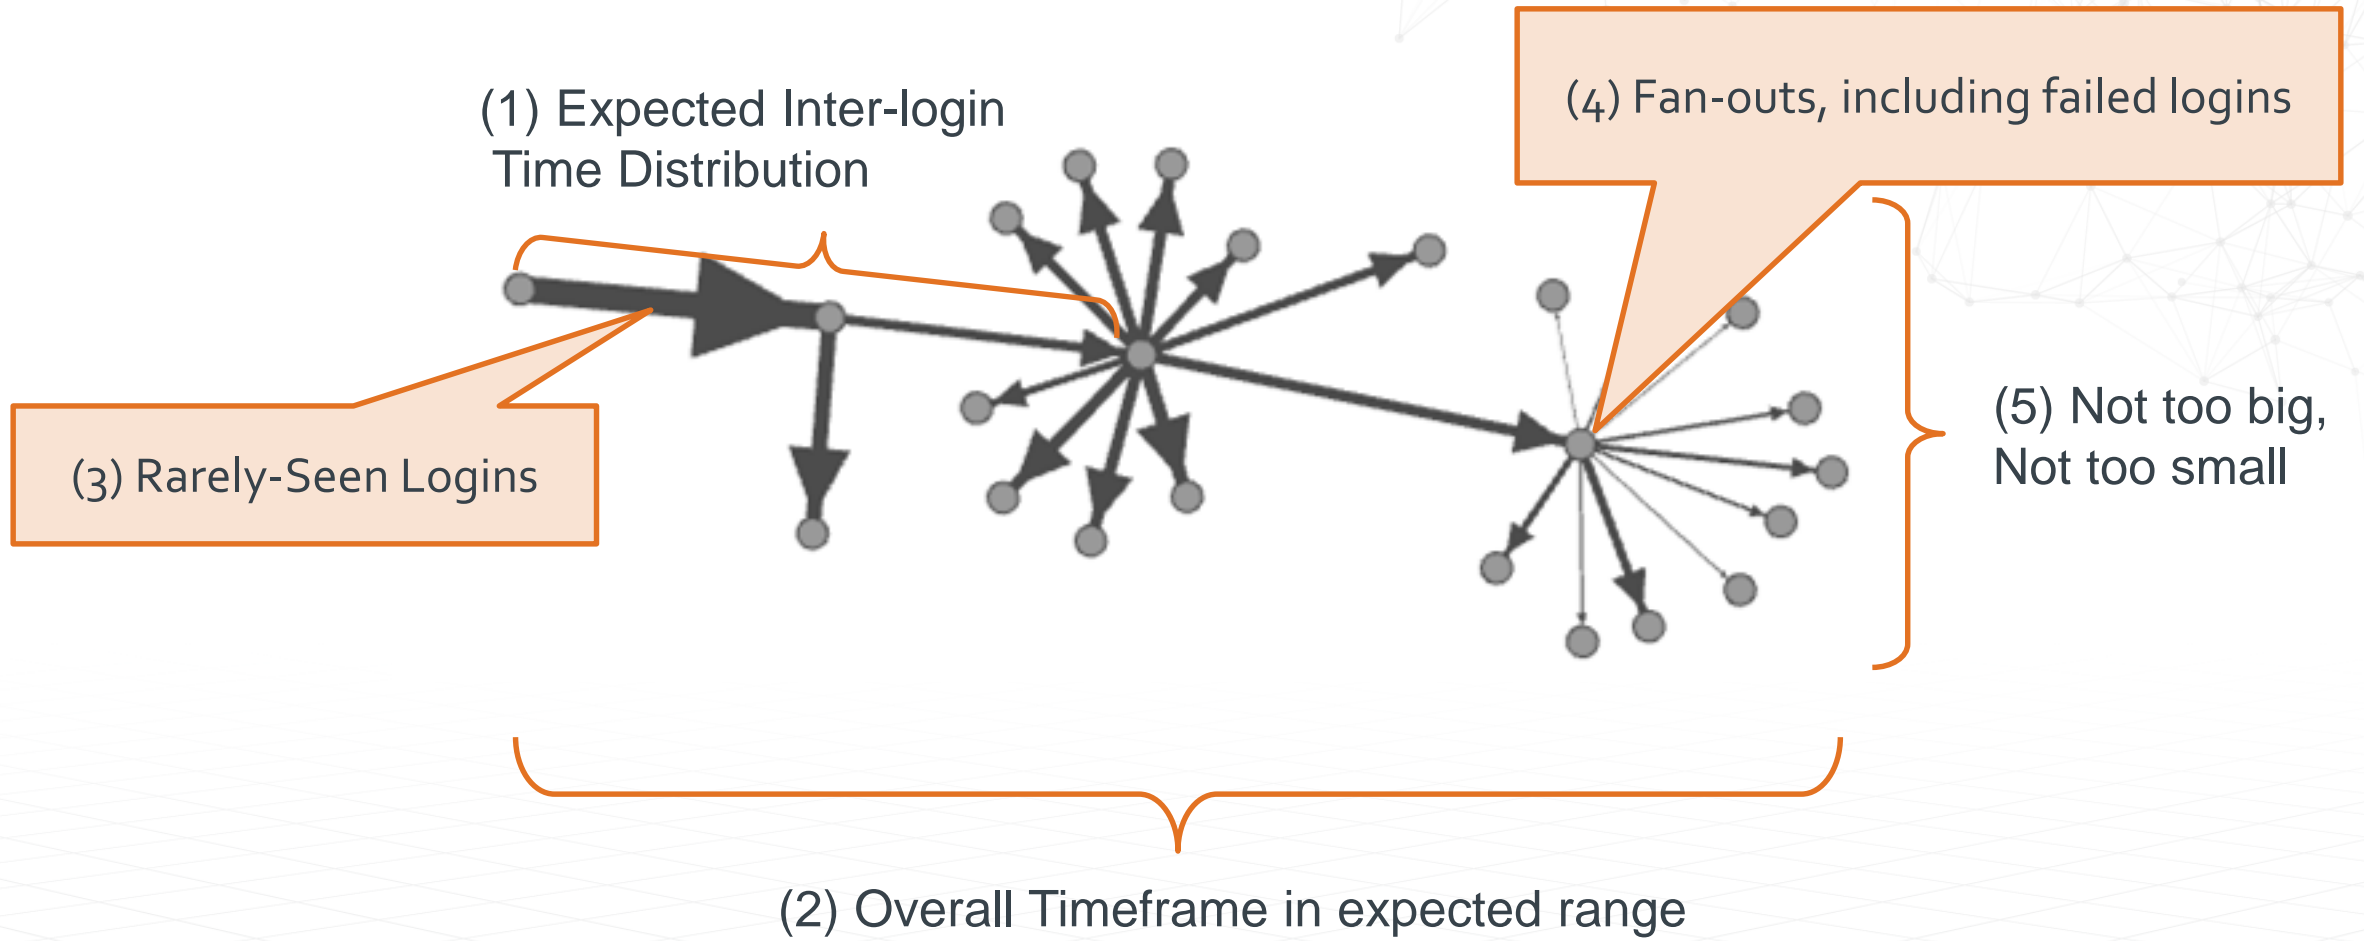 (1) Expected Inter-login
Time Distribution
(4) Fan-outs, including failed logins
(3) Rarely-Seen Logins
(5) Not too big,
Not too small
(2) Overall Timeframe in expected range